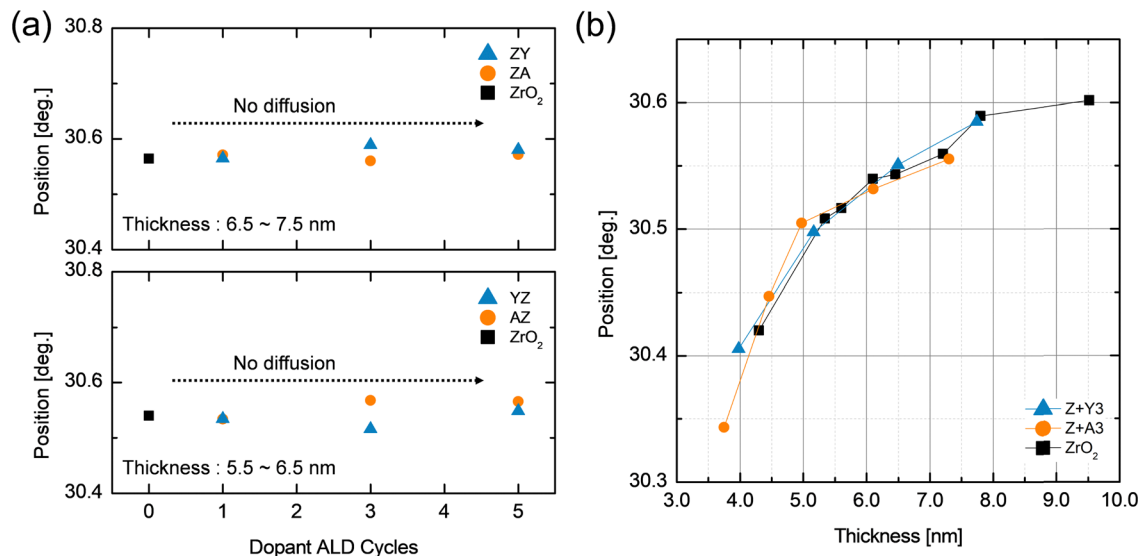 (a)
30.8
30.6
30.4
Position [deg.]
ZY
ZA
ZrO₂
No diffusion
Thickness : 6.5 ~ 7.5 nm
30.8
30.6
30.4
Position [deg.]
YZ
AZ
ZrO₂
No diffusion
Thickness : 5.5 ~ 6.5 nm
0 1 2 3 4 5
Dopant ALD Cycles
(b)
30.6
30.5
30.4
30.3
Position [deg.]
Z+Y3
Z+A3
ZrO₂
3.0 4.0 5.0 6.0 7.0 8.0 9.0 10.0
Thickness [nm]